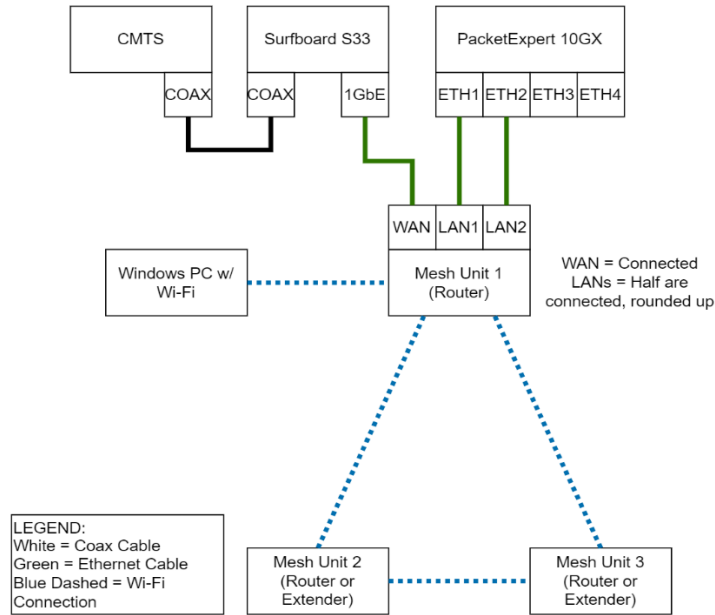 CMTS
Surfboard S33
PacketExpert 10GX
COAX
COAX
1GbE
ETH1
ETH2
ETH3
ETH4
WAN
LAN1
LAN2
Windows PC w/
Wi-Fi
Mesh Unit 1
(Router)
WAN = Connected
LANs = Half are
connected, rounded up
LEGEND:
White = Coax Cable
Green = Ethernet Cable
Blue Dashed = Wi-Fi
Connection
Mesh Unit 2
(Router or
Extender)
Mesh Unit 3
(Router or
Extender)